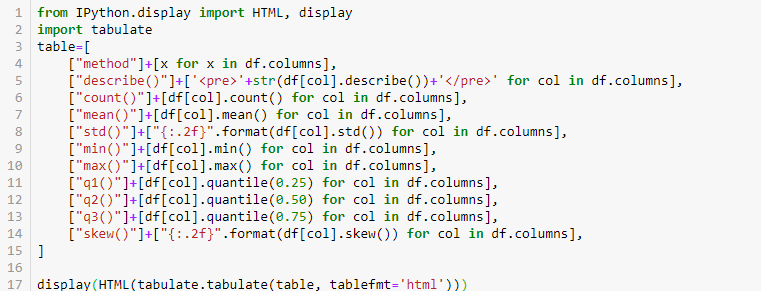 1 from IPython.display import HTML, display
2 import tabulate
3 table=[
4     ["method"]+[x for x in df.columns],
5     ["describe()"]+['<pre>'+str(df[col].describe())+'</pre>' for col in df.columns],
6     ["count()"]+[df[col].count() for col in df.columns],
7     ["mean()"]+[df[col].mean() for col in df.columns],
8     ["std()"]+["{:.2f}".format(df[col].std()) for col in df.columns],
9     ["min()"]+[df[col].min() for col in df.columns],
10     ["max()"]+[df[col].max() for col in df.columns],
11     ["q1()"]+[df[col].quantile(0.25) for col in df.columns],
12     ["q2()"]+[df[col].quantile(0.50) for col in df.columns],
13     ["q3()"]+[df[col].quantile(0.75) for col in df.columns],
14     ["skew()"]+["{:.2f}".format(df[col].skew()) for col in df.columns],
15 ]
16
17 display(HTML(tabulate.tabulate(table, tablefmt='html')))